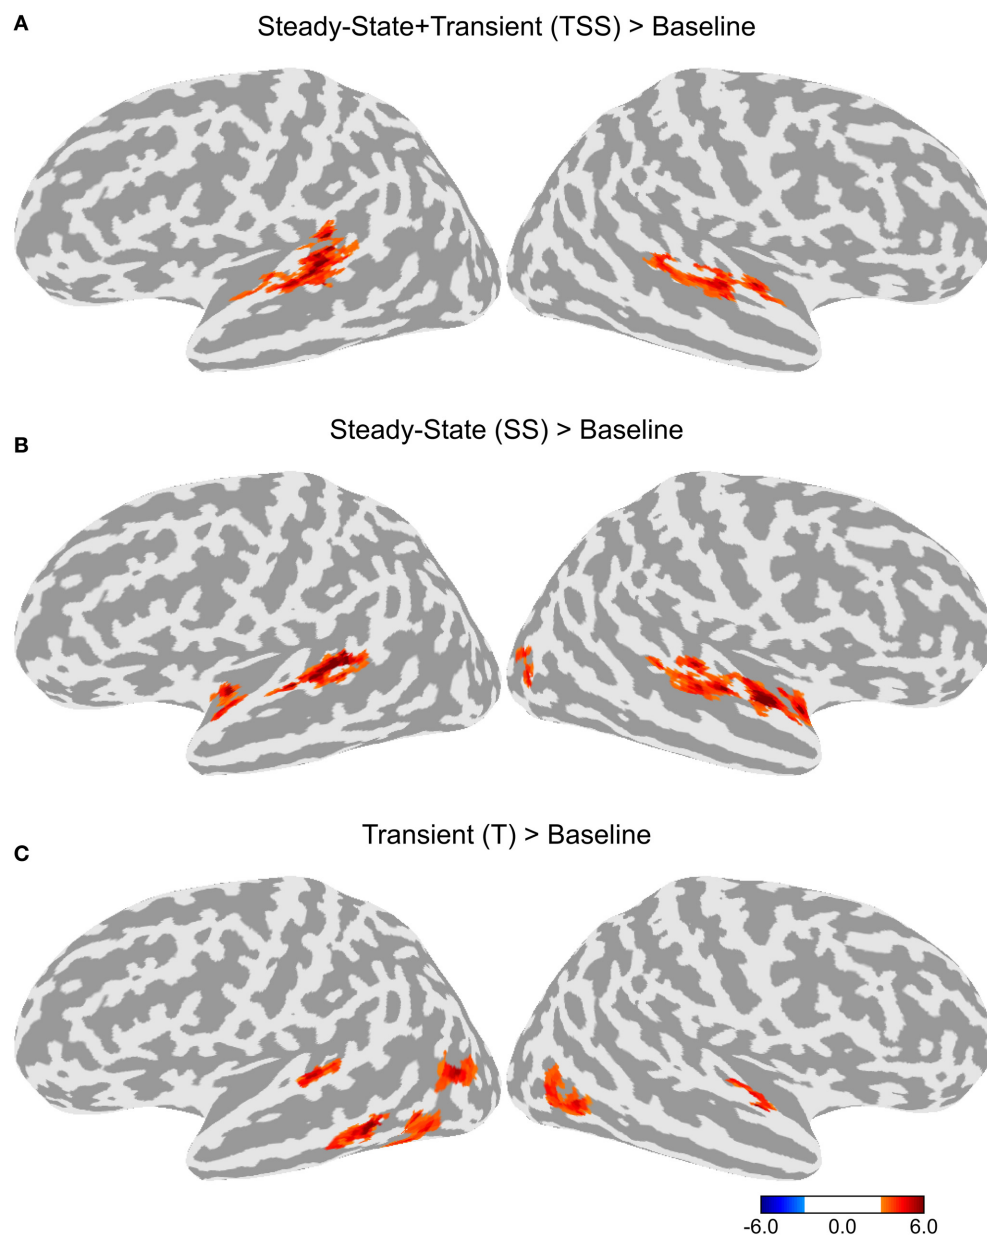 A
Steady-State+Transient (TSS) > Baseline
B
Steady-State (SS) > Baseline
C
Transient (T) > Baseline
-6.0 0.0 6.0